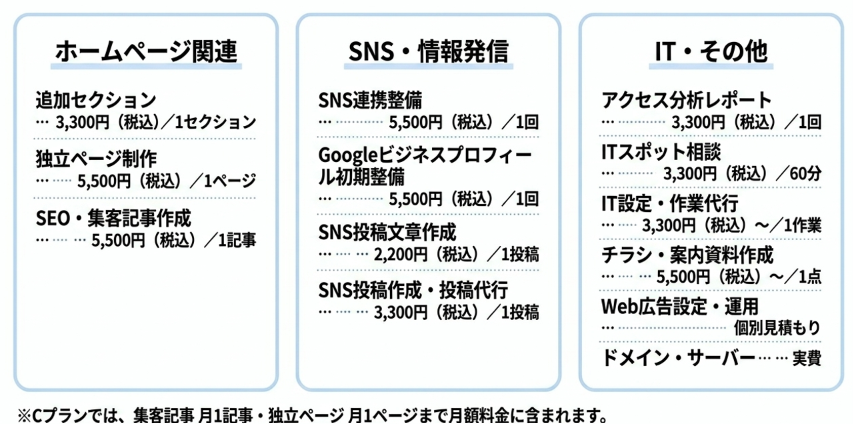 ホームページ関連
追加セクション
… 3,300円（税込）／1セクション
独立ページ制作
… 5,500円（税込）／1ページ
SEO・集客記事作成
… 5,500円（税込）／1記事
SNS・情報発信
SNS連携整備
… 5,500円（税込）／1回
Googleビジネスプロフィー
ル初期整備
… 5,500円（税込）／1回
SNS投稿文章作成
… 2,200円（税込）／1投稿
SNS投稿作成・投稿代行
… 3,300円（税込）／1投稿
IT・その他
アクセス分析レポート
… 3,300円（税込）／1回
ITスポット相談
… 3,300円（税込）／60分
IT設定・作業代行
… 3,300円（税込）～／1作業
チラシ・案内資料作成
… 5,500円（税込）～／1点
Web広告設定・運用
… 個別見積もり
ドメイン・サーバー… … 実費
※Cプランでは、集客記事 月1記事・独立ページ 月1ページまで月額料金に含まれます。